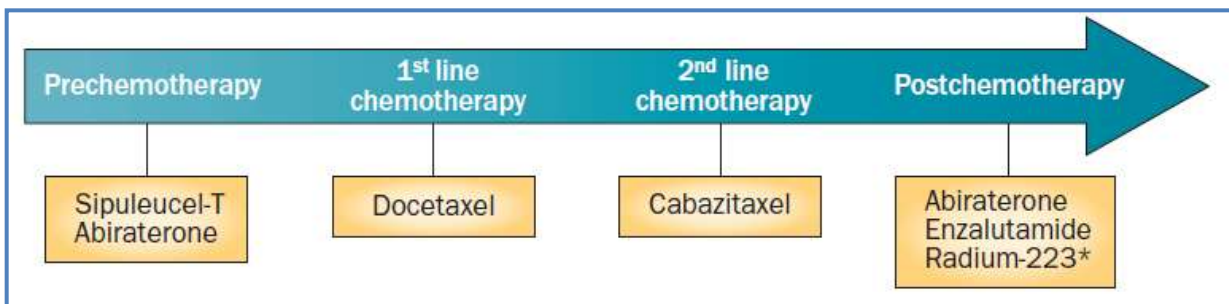 Prechemotherapy
1st line
chemotherapy
2nd line
chemotherapy
Postchemotherapy
Sipuleucel-T
Abiraterone
Docetaxel
Cabazitaxel
Abiraterone
Enzalutamide
Radium-223*